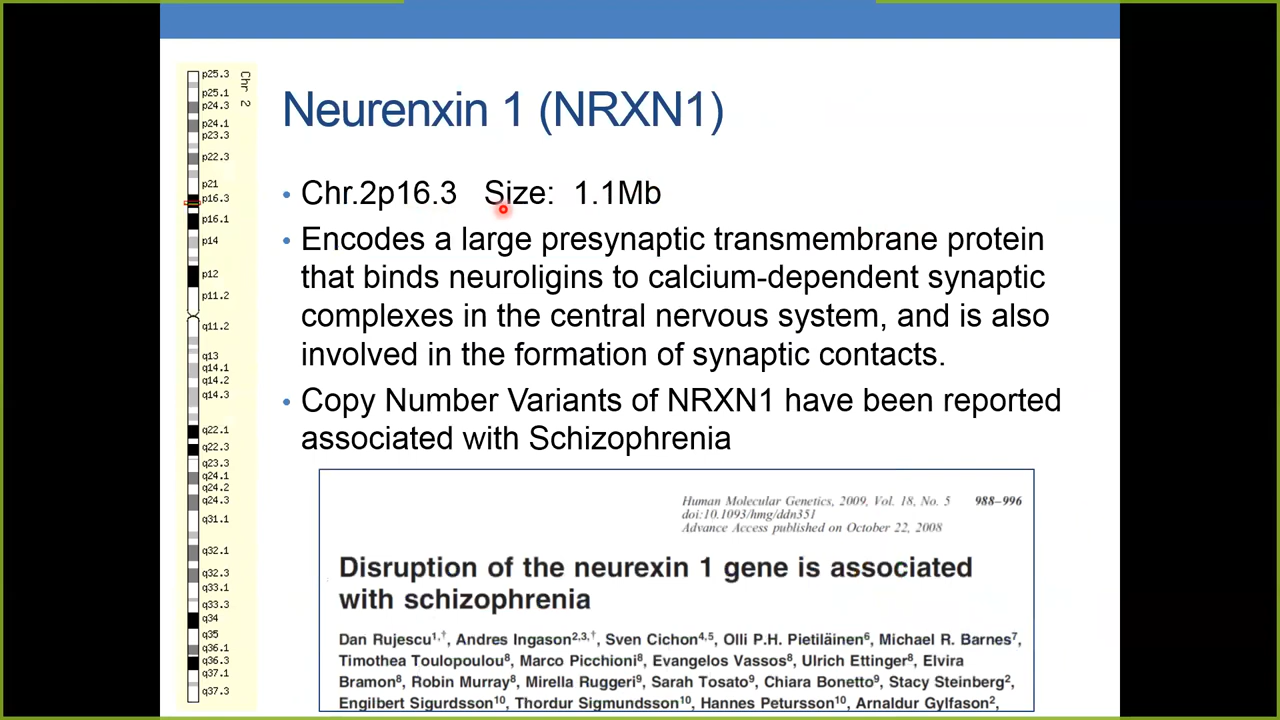 p25.3
Chr 2
p25.1
p24.3
p24.1
p23.3
p22.3
p21
p16.3
p16.1
p14
p12
p11.2
q11.2
q13
q14.1
q14.2
q14.3
q22.1
q22.3
q23.3
q24.1
q24.2
q24.3
q31.1
q32.1
q32.3
q33.1
q33.3
q34
q35
q36.1
q36.3
q37.1
q37.3
Neurenxin 1 (NRXN1)
• Chr.2p16.3 Size: 1.1Mb
• Encodes a large presynaptic transmembrane protein
that binds neuroligins to calcium-dependent synaptic
complexes in the central nervous system, and is also
involved in the formation of synaptic contacts.
• Copy Number Variants of NRXN1 have been reported
associated with Schizophrenia
Human Molecular Genetics, 2009, Vol. 18, No. 5 988–996
doi:10.1093/hmg/ddn351
Advance Access published on October 22, 2008
Disruption of the neurexin 1 gene is associated
with schizophrenia
Dan Rujescu1,†, Andres Ingason2,3,†, Sven Cichon4,5, Olli P.H. Pietiläinen6, Michael R. Barnes7,
Timothea Toulopoulou8, Marco Picchioni8, Evangelos Vassos8, Ulrich Ettinger8, Elvira
Bramon8, Robin Murray8, Mirella Ruggeri9, Sarah Tosato9, Chiara Bonetto9, Stacy Steinberg2,
Engilbert Sigurdsson10, Thordur Sigmundsson10, Hannes Petursson10, Arnaldur Gylfason2,